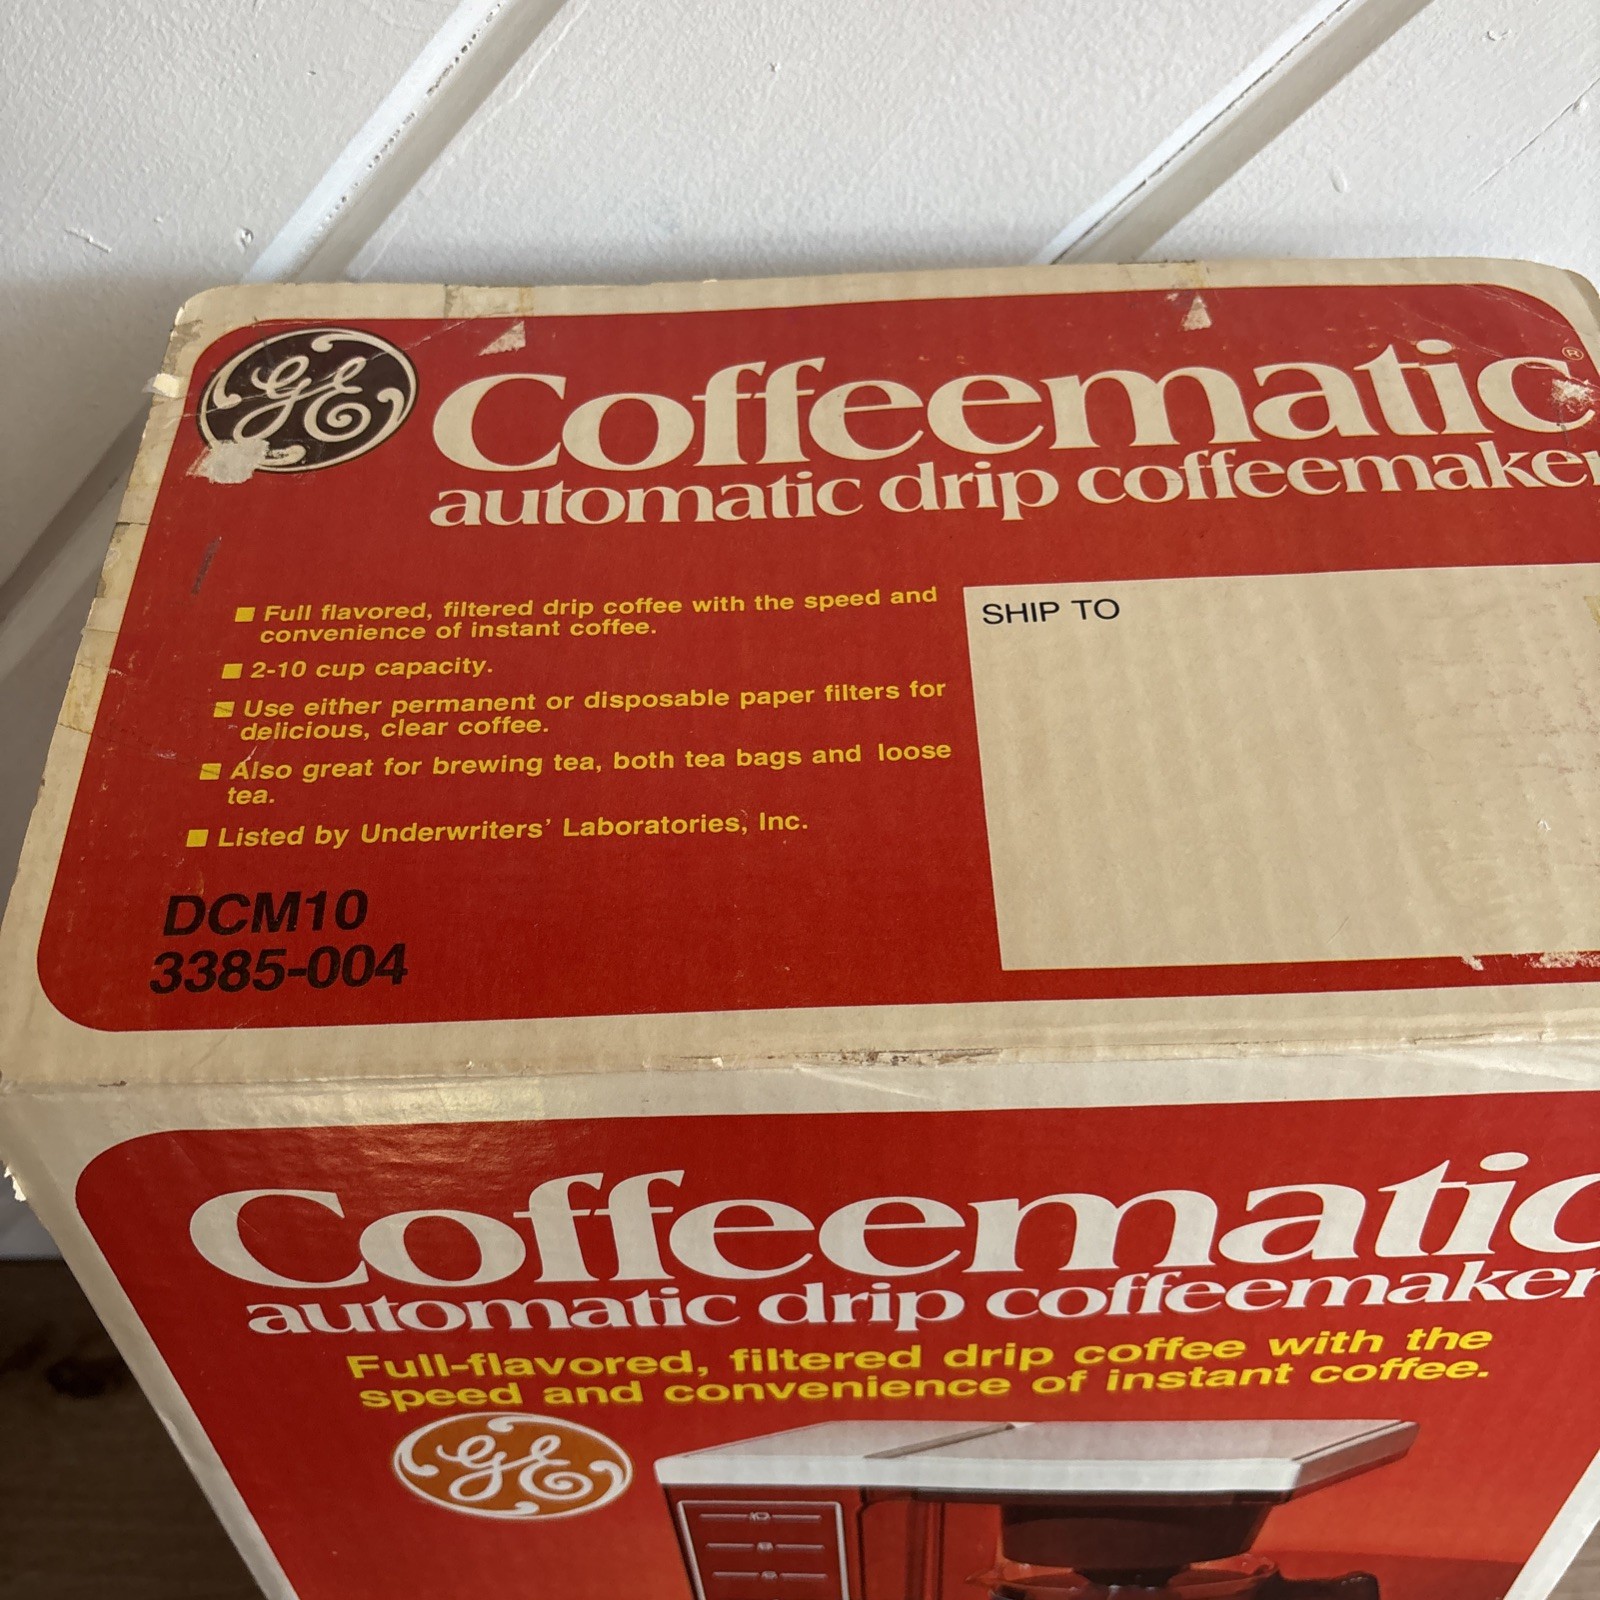 GE
Coffeematic®
automatic drip coffeemaker
■ Full flavored, filtered drip coffee with the speed and
convenience of instant coffee.
■ 2-10 cup capacity.
■ Use either permanent or disposable paper filters for
delicious, clear coffee.
■ Also great for brewing tea, both tea bags and loose
tea.
■ Listed by Underwriters' Laboratories, Inc.
DCM10
3385-004
SHIP TO
Coffeematic
automatic drip coffeemaker
Full-flavored, filtered drip coffee with the
speed and convenience of instant coffee.
GE